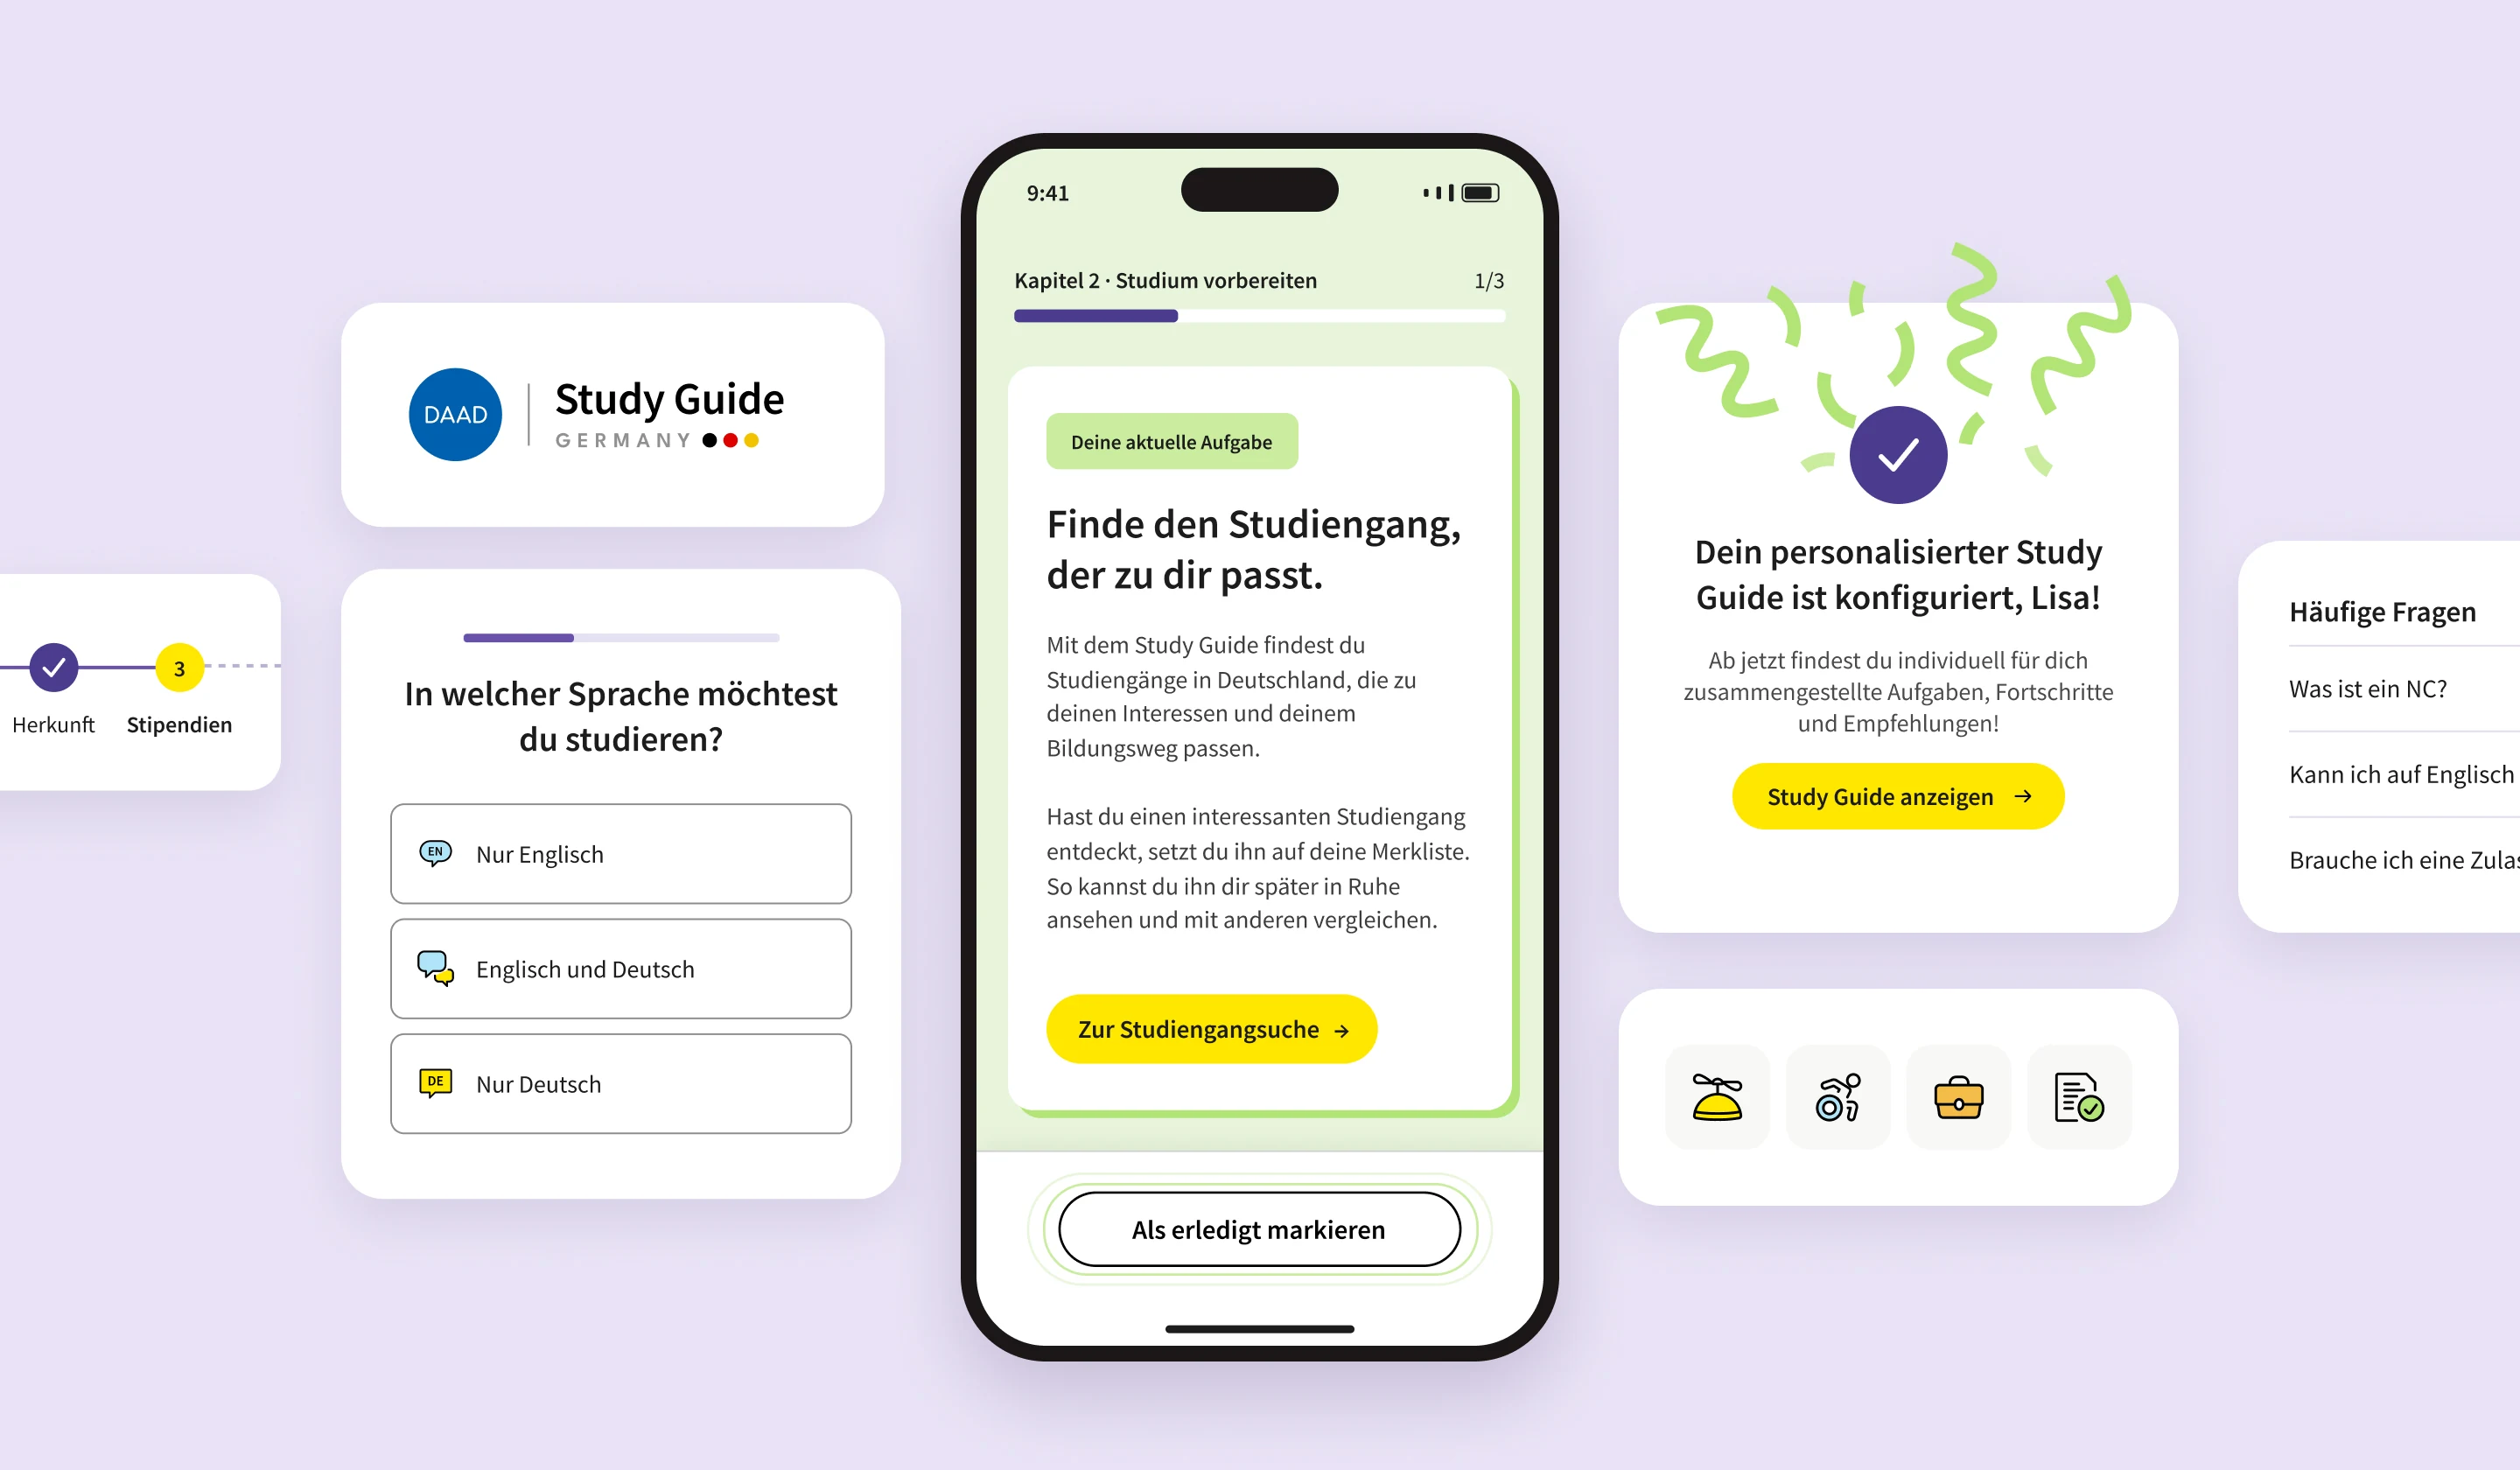 Herkunft
3
Stipendien
DAAD
Study Guide
GERMANY
In welcher Sprache möchtest
du studieren?
EN
Nur Englisch
Englisch und Deutsch
DE
Nur Deutsch
9:41
Kapitel 2 · Studium vorbereiten
1/3
Deine aktuelle Aufgabe
Finde den Studiengang,
der zu dir passt.
Mit dem Study Guide findest du
Studiengänge in Deutschland, die zu
deinen Interessen und deinem
Bildungsweg passen.
Hast du einen interessanten Studiengang
entdeckt, setzt du ihn auf deine Merkliste.
So kannst du ihn dir später in Ruhe
ansehen und mit anderen vergleichen.
Zur Studiengangsuche →
Als erledigt markieren
Dein personalisierter Study
Guide ist konfiguriert, Lisa!
Ab jetzt findest du individuell für dich
zusammengestellte Aufgaben, Fortschritte
und Empfehlungen!
Study Guide anzeigen →
Häufige Fragen
Was ist ein NC?
Kann ich auf Englisch
Brauche ich eine Zulas